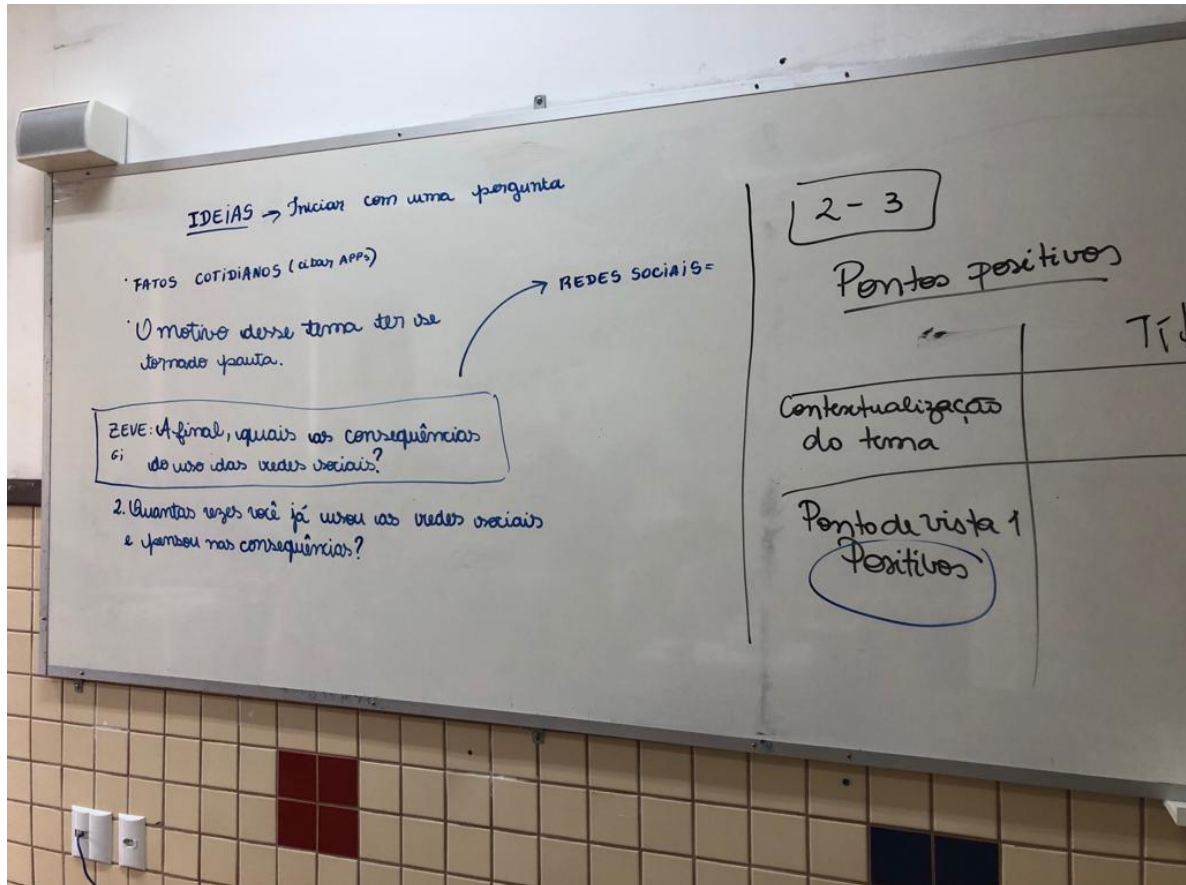 IDEiAS → Iniciar com uma pergunta
· FATOS COTIDIANOS (citar APPs)
· O motivo desse tema ter se
tornado pauta.
ZEVE: Afinal, quais as consequências
Gi do uso das redes sociais?
2. Quantas vezes você já usou as redes sociais
e pensou nas consequências?
→ REDES SOCIAIS =
2 - 3
Pontos positivos
Contextualização
do tema
Ponto de vista 1
Positivos